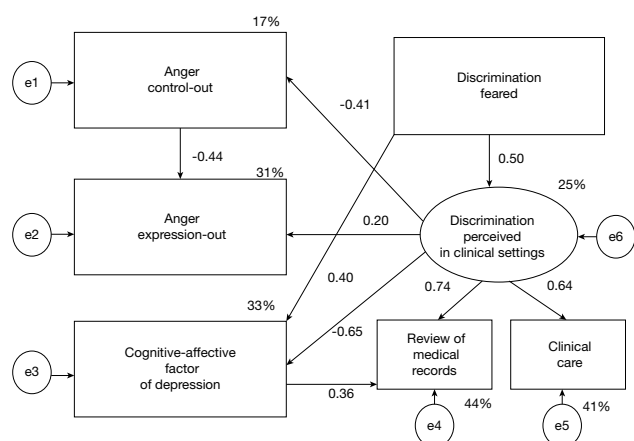 17%
e1
Anger
control-out
Discrimination
feared
-0.41
-0.44
0.50
31%
25%
e2
Anger
expression-out
0.20
Discrimination
perceived
in clinical settings
e6
0.40
0.74
0.64
33%
-0.65
e3
Cognitive-affective
factor
of depression
Review of
medical
records
Clinical
care
0.36
e4
44%
e5
41%